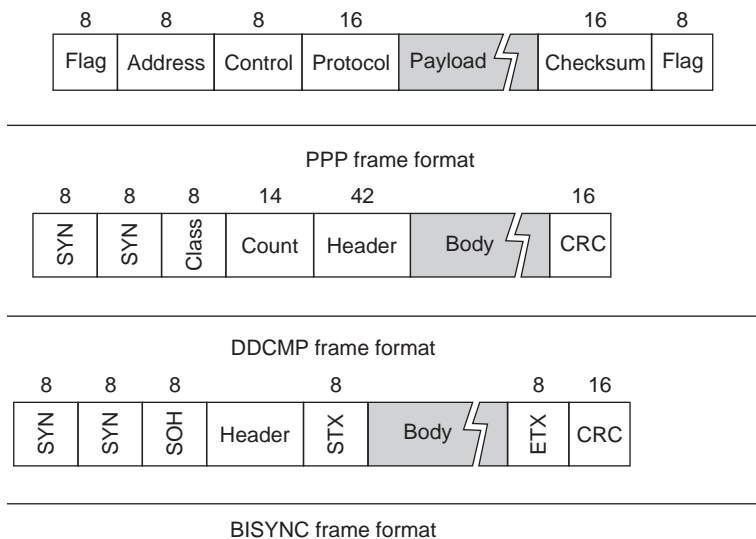 8 8 8 16 16 8
Flag Address Control Protocol Payload Checksum Flag
PPP frame format
8 8 8 14 42 16
SYN SYN Class Count Header Body CRC
DDCMP frame format
8 8 8 8 8 16
SYN SYN SOH Header STX Body ETX CRC
BISYNC frame format